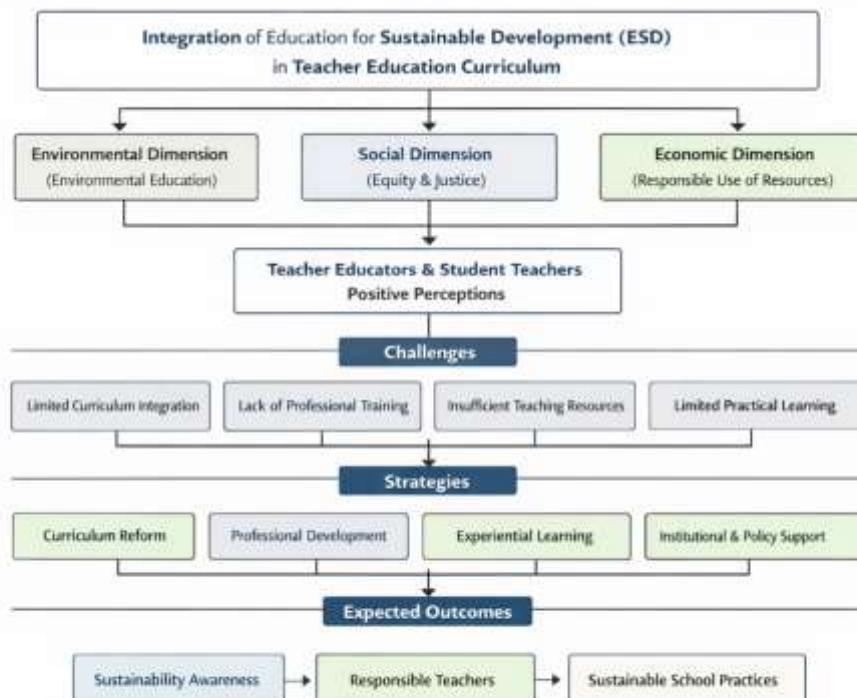 Integration of Education for Sustainable Development (ESD)
in Teacher Education Curriculum
Environmental Dimension
(Environmental Education)
Social Dimension
(Equity & Justice)
Economic Dimension
(Responsible Use of Resources)
Teacher Educators & Student Teachers
Positive Perceptions
Challenges
Limited Curriculum Integration
Lack of Professional Training
Insufficient Teaching Resources
Limited Practical Learning
Strategies
Curriculum Reform
Professional Development
Experiential Learning
Institutional & Policy Support
Expected Outcomes
Sustainability Awareness
Responsible Teachers
Sustainable School Practices